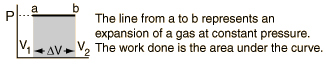 P a b
V1 ΔV V2
The line from a to b represents an
expansion of a gas at constant pressure.
The work done is the area under the curve.